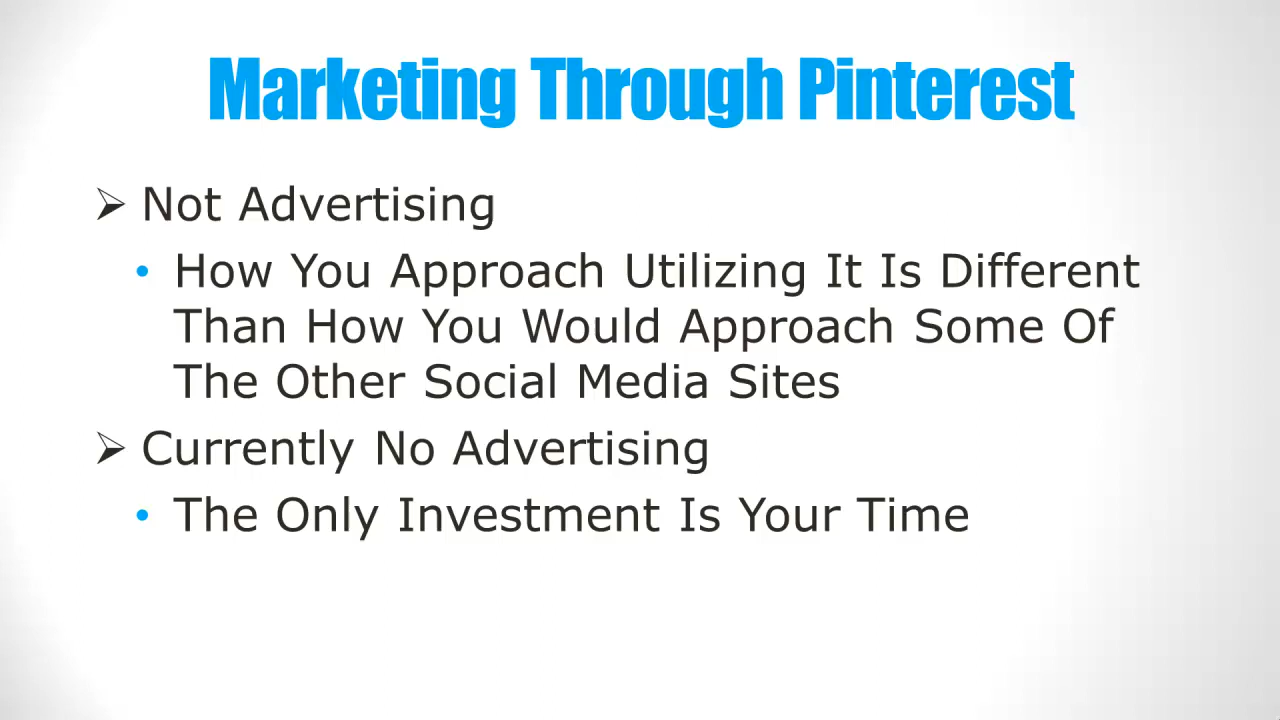 Marketing Through Pinterest
➢ Not Advertising
• How You Approach Utilizing It Is Different
Than How You Would Approach Some Of
The Other Social Media Sites
➢ Currently No Advertising
• The Only Investment Is Your Time